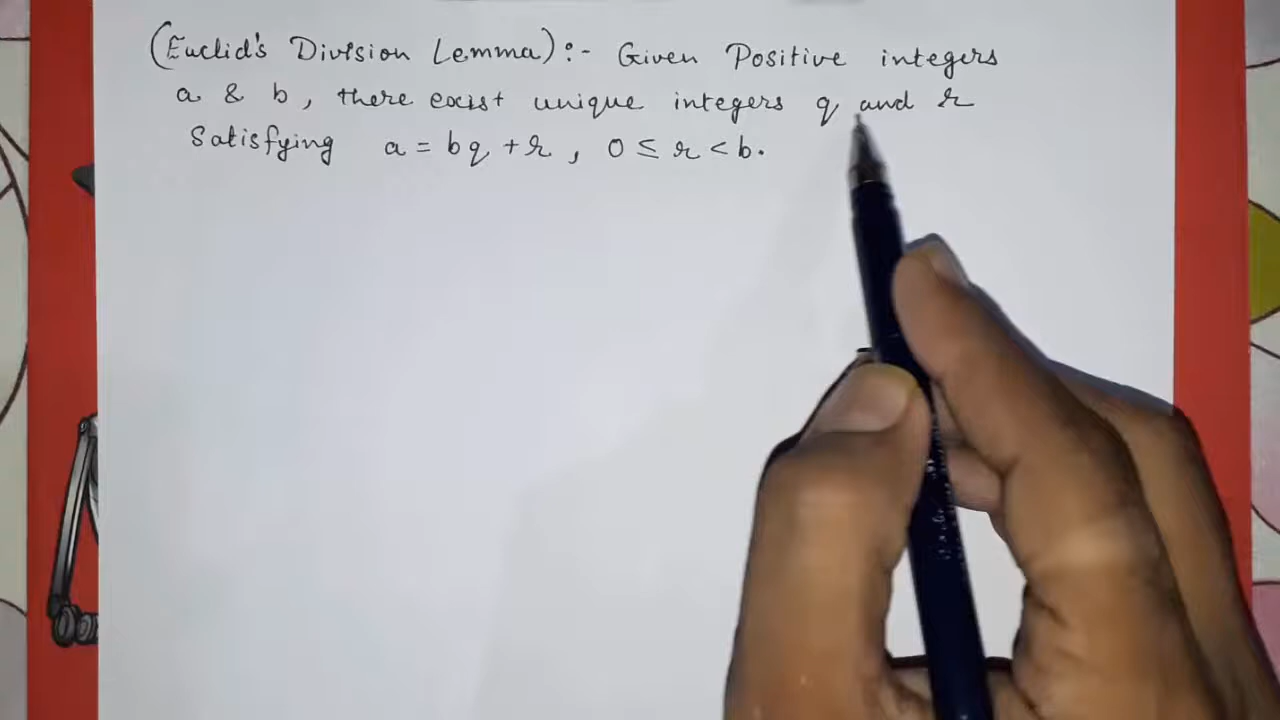 (Euclid's Division Lemma):- Given Positive integers
a & b, there exist unique integers q and r
Satisfying a = bq + r, 0 ≤ r < b.